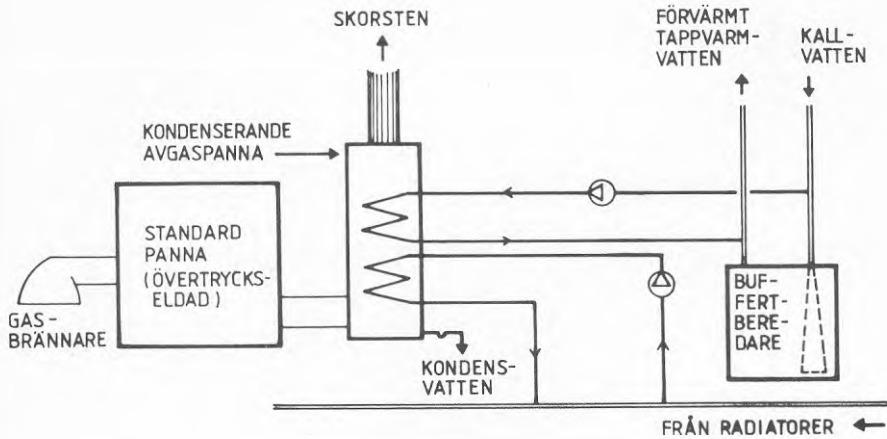 SKORSTEN
FÖRVÄRMT
TAPPVARM-
VATTEN
KALL-
VATTEN
KONDENSERANDE
AVGASPANNA
STANDARD
PANNA
(ÖVERTRYCKS-
ELDAD)
GAS-
BRÄNNARE
BUF-
FERT-
BERE-
DARE
KONDENS-
VATTEN
FRÅN RADIATORER